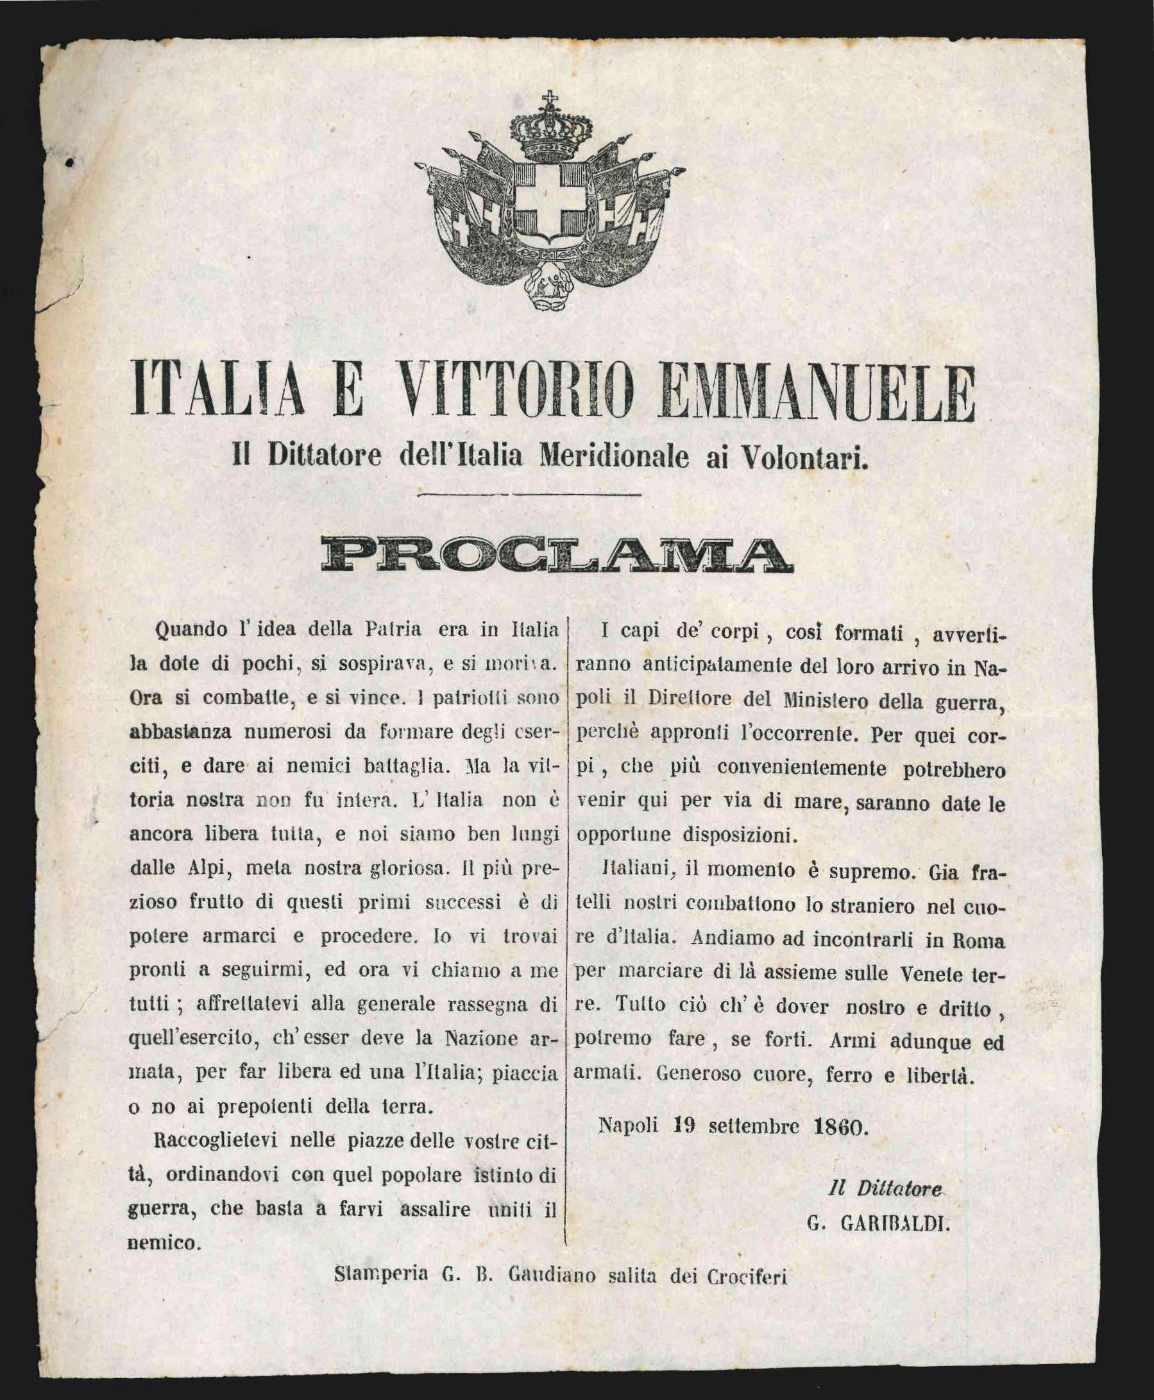 ITALIA E VITTORIO EMMANUELE
Il Dittatore dell'Italia Meridionale ai Volontari.
PROCLAMA
Quando l'idea della Patria era in Italia
la dote di pochi, si sospirava, e si moriva.
Ora si combatte, e si vince. I patriotti sono
abbastanza numerosi da formare degli eser-
citi, e dare ai nemici battaglia. Ma la vit-
toria nostra non fu intera. L'Italia non è
ancora libera tutta, e noi siamo ben lungi
dalle Alpi, meta nostra gloriosa. Il più pre-
zioso frutto di questi primi successi è di
potere armarci e procedere. Io vi trovai
pronti a seguirmi, ed ora vi chiamo a me
tutti; affrettatevi alla generale rassegna di
quell'esercito, ch'esser deve la Nazione ar-
mata, per far libera ed una l'Italia; piaccia
o no ai prepotenti della terra.
Raccoglietevi nelle piazze delle vostre cit-
tà, ordinandovi con quel popolare istinto di
guerra, che basta a farvi assalire uniti il
nemico.
I capi de' corpi, così formati, avverti-
ranno anticipatamente del loro arrivo in Na-
poli il Direttore del Ministero della guerra,
perchè appronti l'occorrente. Per quei cor-
pi, che più convenientemente potrebbero
venir qui per via di mare, saranno date le
opportune disposizioni.
Italiani, il momento è supremo. Gia fra-
telli nostri combattono lo straniero nel cuo-
re d'Italia. Andiamo ad incontrarli in Roma
per marciare di là assieme sulle Venete ter-
re. Tutto ciò ch'è dover nostro e dritto,
potremo fare, se forti. Armi adunque ed
armati. Generoso cuore, ferro e libertà.
Napoli 19 settembre 1860.
Il Dittatore
G. GARIBALDI.
Stamperia G. B. Gaudiano salita dei Crociferi